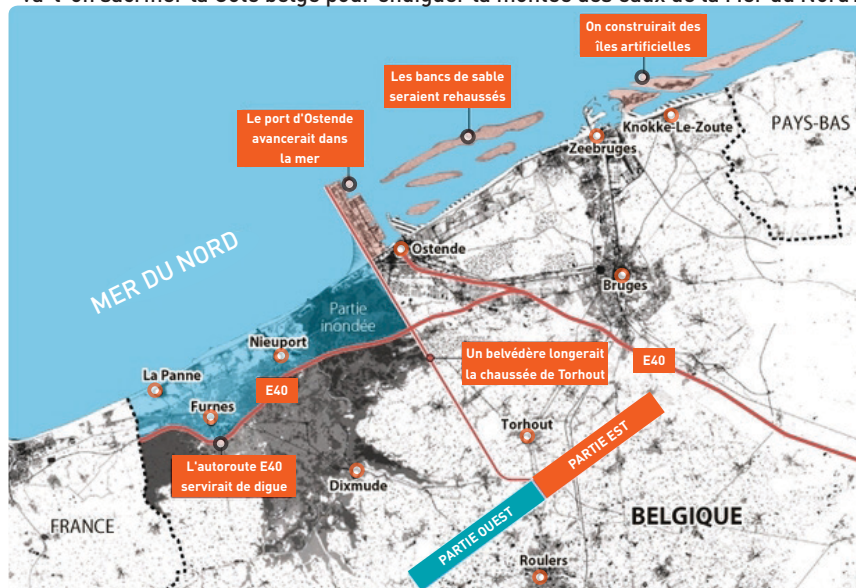 On construirait des
îles artificielles
Les bancs de sable
seraient rehaussés
Le port d'Ostende
avancerait dans
la mer
Knokke-Le-Zoute
PAYS-BAS
Zeebruges
MER DU NORD
Ostende
Bruges
Partie
inondée
Nieuport
Un belvédère longerait
la chaussée de Torhout
E40
La Panne
E40
Furnes
Torhout
PARTIE EST
L'autoroute E40
servirait de digue
Dixmude
FRANCE
PARTIE OUEST
BELGIQUE
Roulers